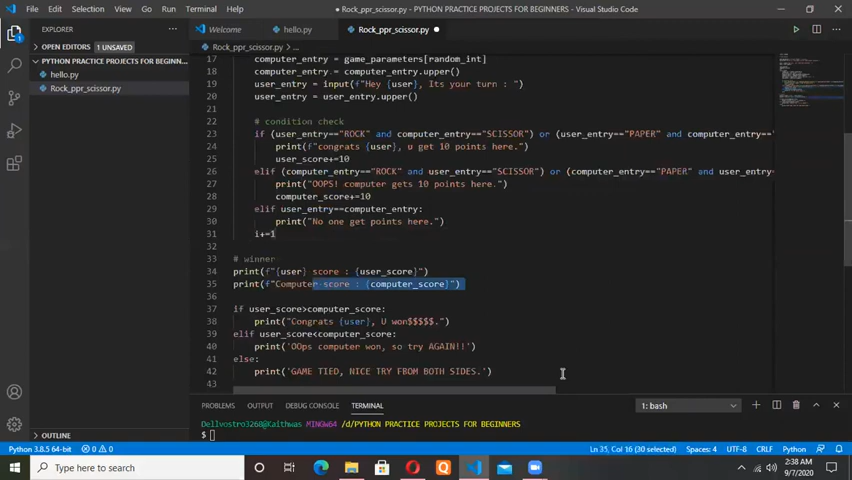 File Edit Selection View Go Run Terminal Help
● Rock_ppr_scissor.py - PYTHON PRACTICE PROJECTS FOR BEGINNERS - Visual Studio Code
EXPLORER ...
Welcome hello.py Rock_ppr_scissor.py ●
OPEN EDITORS 1 UNSAVED
Rock_ppr_scissor.py > ...
PYTHON PRACTICE PROJECTS FOR BEGINN...
hello.py
Rock_ppr_scissor.py
17 computer_entry = game_parameters[random_int]
18 computer_entry = computer_entry.upper()
19 user_entry = input(f"Hey {user}, Its your turn : ")
20 user_entry = user_entry.upper()
21
22 # condition check
23 if (user_entry=="ROCK" and computer_entry=="SCISSOR") or (user_entry=="PAPER" and computer_ent
24 print(f"congrats {user}, u get 10 points here.")
25 user_score+=10
26 elif (computer_entry=="ROCK" and user_entry=="SCISSOR") or (computer_entry=="PAPER" and user_e
27 print("OOPS! computer gets 10 points here.")
28 computer_score+=10
29 elif user_entry==computer_entry:
30 print("No one get points here.")
31 i+=1
32
33 # winner
34 print(f"{user} score : {user_score}")
35 print(f"Computer score : {computer_score}")
36
37 if user_score>computer_score:
38 print("Congrats {user}, U won$$$$$.")
39 elif user_score<computer_score:
40 print('OOps computer won, so try AGAIN!!')
41 else:
42 print('GAME TIED, NICE TRY FROM BOTH SIDES.')
43
PROBLEMS OUTPUT DEBUG CONSOLE TERMINAL 1: bash
Dellvostro3268@Kaithwas MINGW64 /d/PYTHON PRACTICE PROJECTS FOR BEGINNERS
$
OUTLINE
Python 3.8.5 64-bit 0 0 Ln 35, Col 16 (30 selected) Spaces: 4 UTF-8 CRLF Python
Type here to search
2:38 AM
9/7/2020